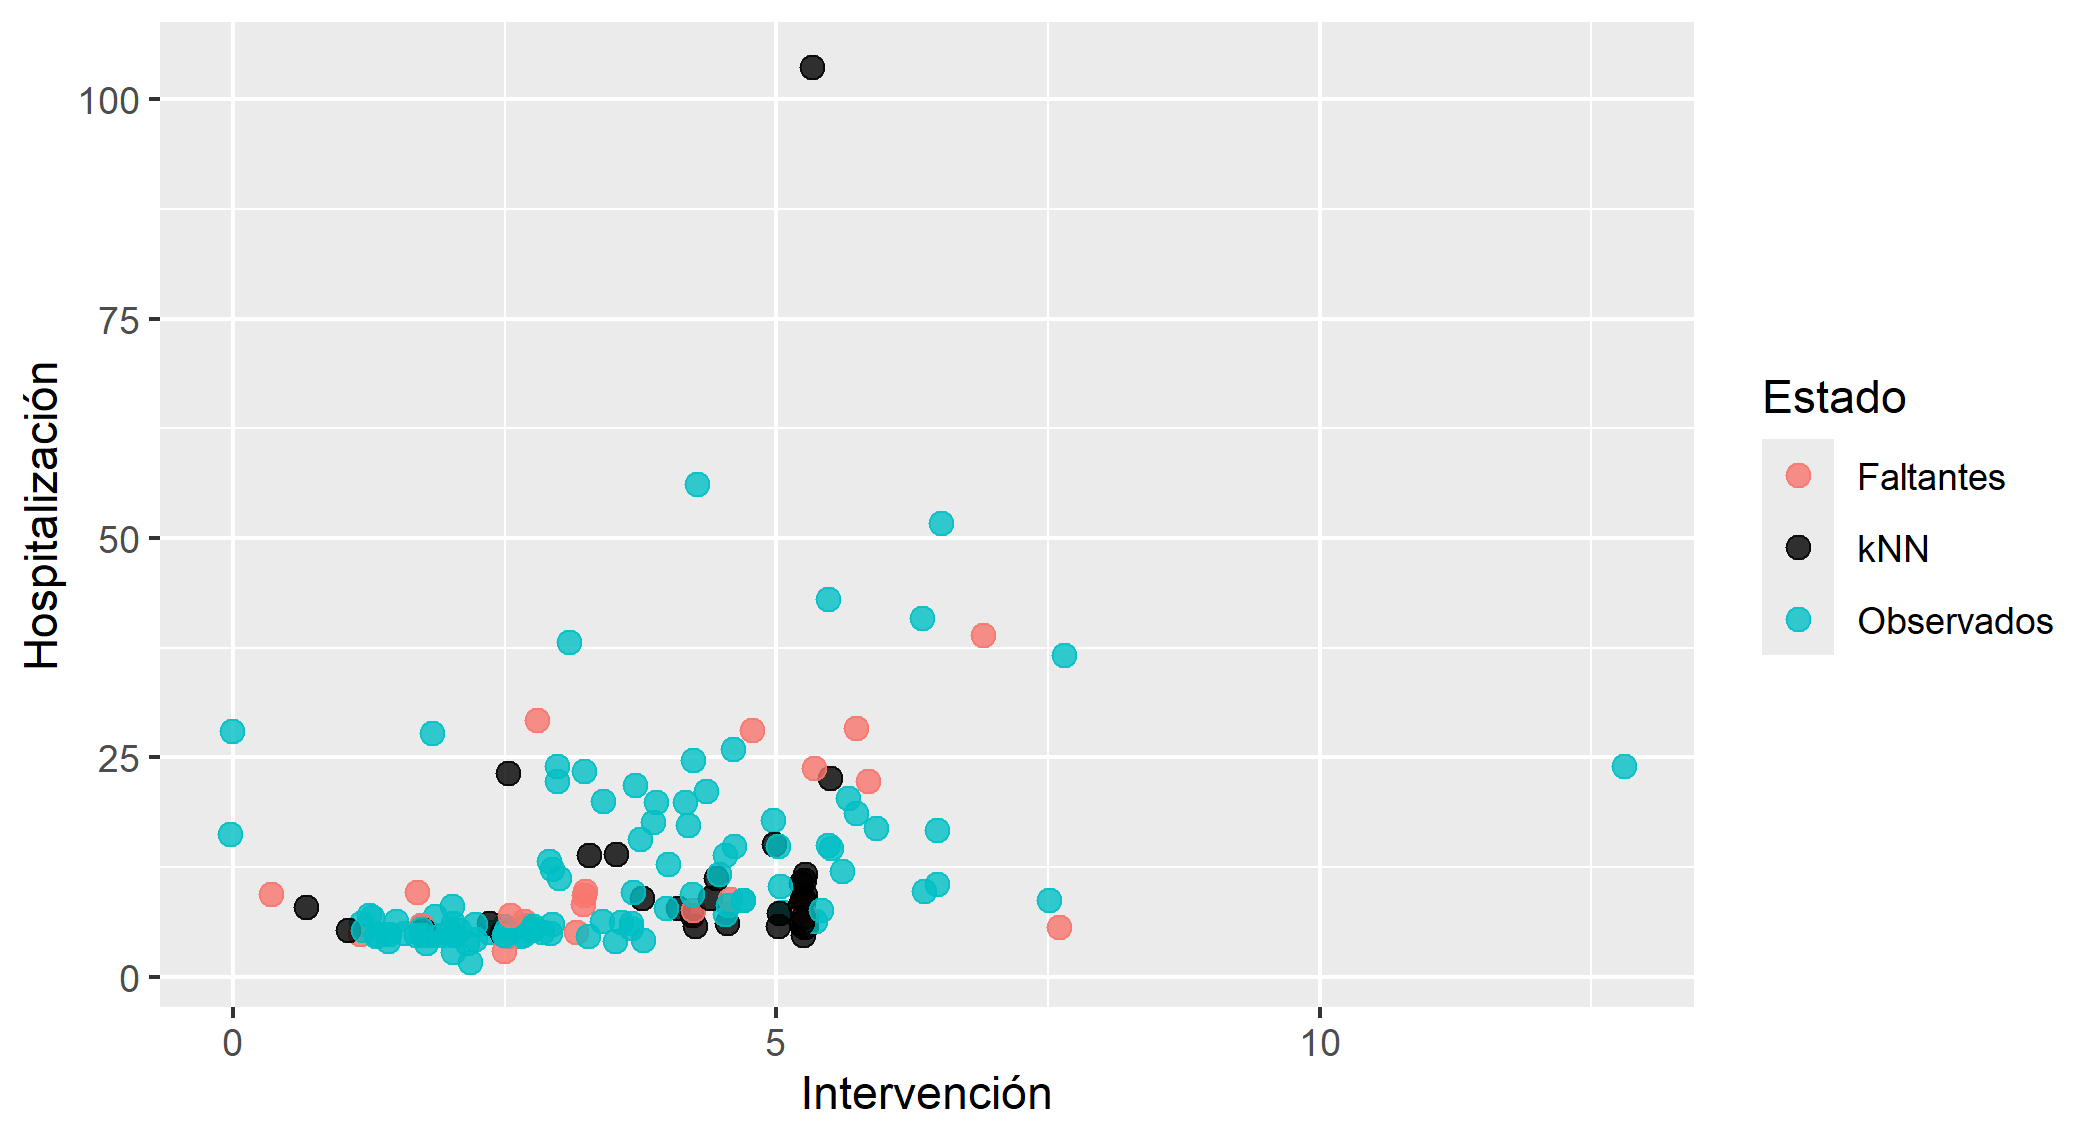 100
75
50
25
0
0
5
10
Hospitalización
Intervención
Estado
Faltantes
kNN
Observados